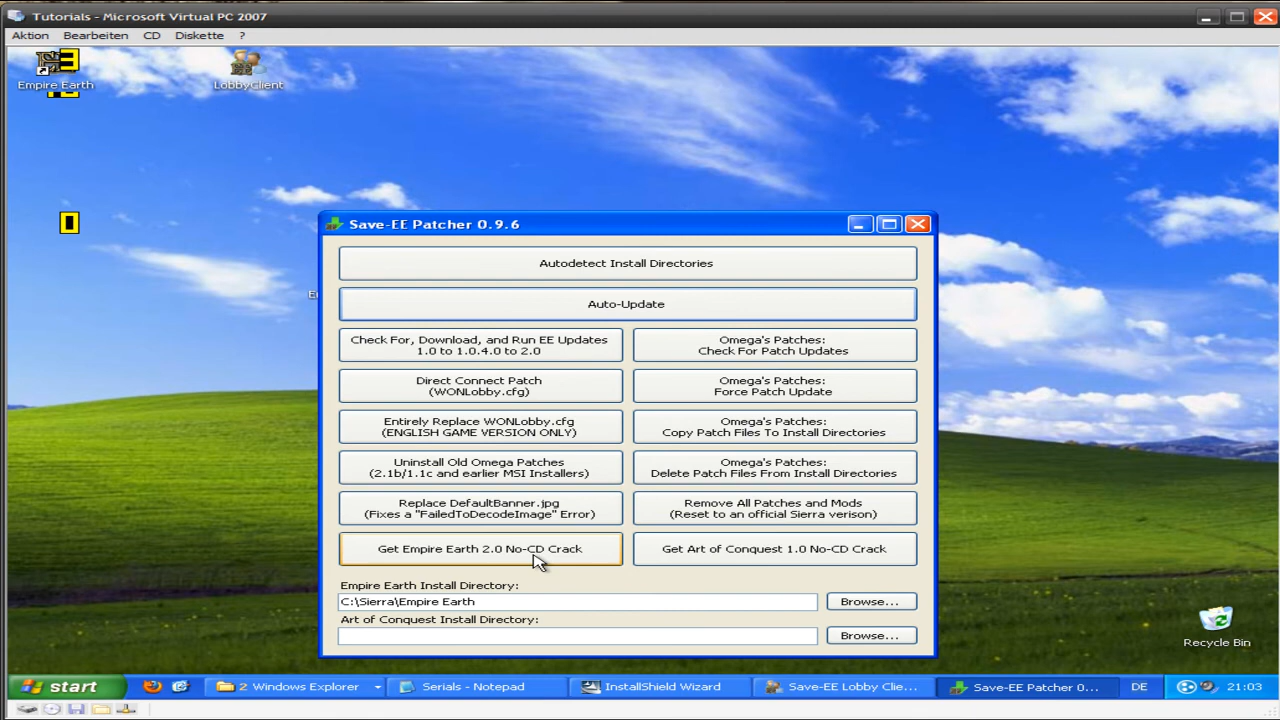 Tutorials - Microsoft Virtual PC 2007
Aktion Bearbeiten CD Diskette ?
Empire Earth
LobbyClient
Save-EE Patcher 0.9.6
Autodetect Install Directories
Auto-Update
Check For, Download, and Run EE Updates
1.0 to 1.0.4.0 to 2.0
Omega's Patches:
Check For Patch Updates
Direct Connect Patch
(WONLobby.cfg)
Omega's Patches:
Force Patch Update
Entirely Replace WONLobby.cfg
(ENGLISH GAME VERSION ONLY)
Omega's Patches:
Copy Patch Files To Install Directories
Uninstall Old Omega Patches
(2.1b/1.1c and earlier MSI Installers)
Omega's Patches:
Delete Patch Files From Install Directories
Replace DefaultBanner.jpg
(Fixes a "FailedToDecodeImage" Error)
Remove All Patches and Mods
(Reset to an official Sierra verison)
Get Empire Earth 2.0 No-CD Crack
Get Art of Conquest 1.0 No-CD Crack
Empire Earth Install Directory:
C:\Sierra\Empire Earth
Browse...
Art of Conquest Install Directory:
Browse...
Recycle Bin
start
2 Windows Explorer
Serials - Notepad
InstallShield Wizard
Save-EE Lobby Clie...
Save-EE Patcher 0...
DE
21:03